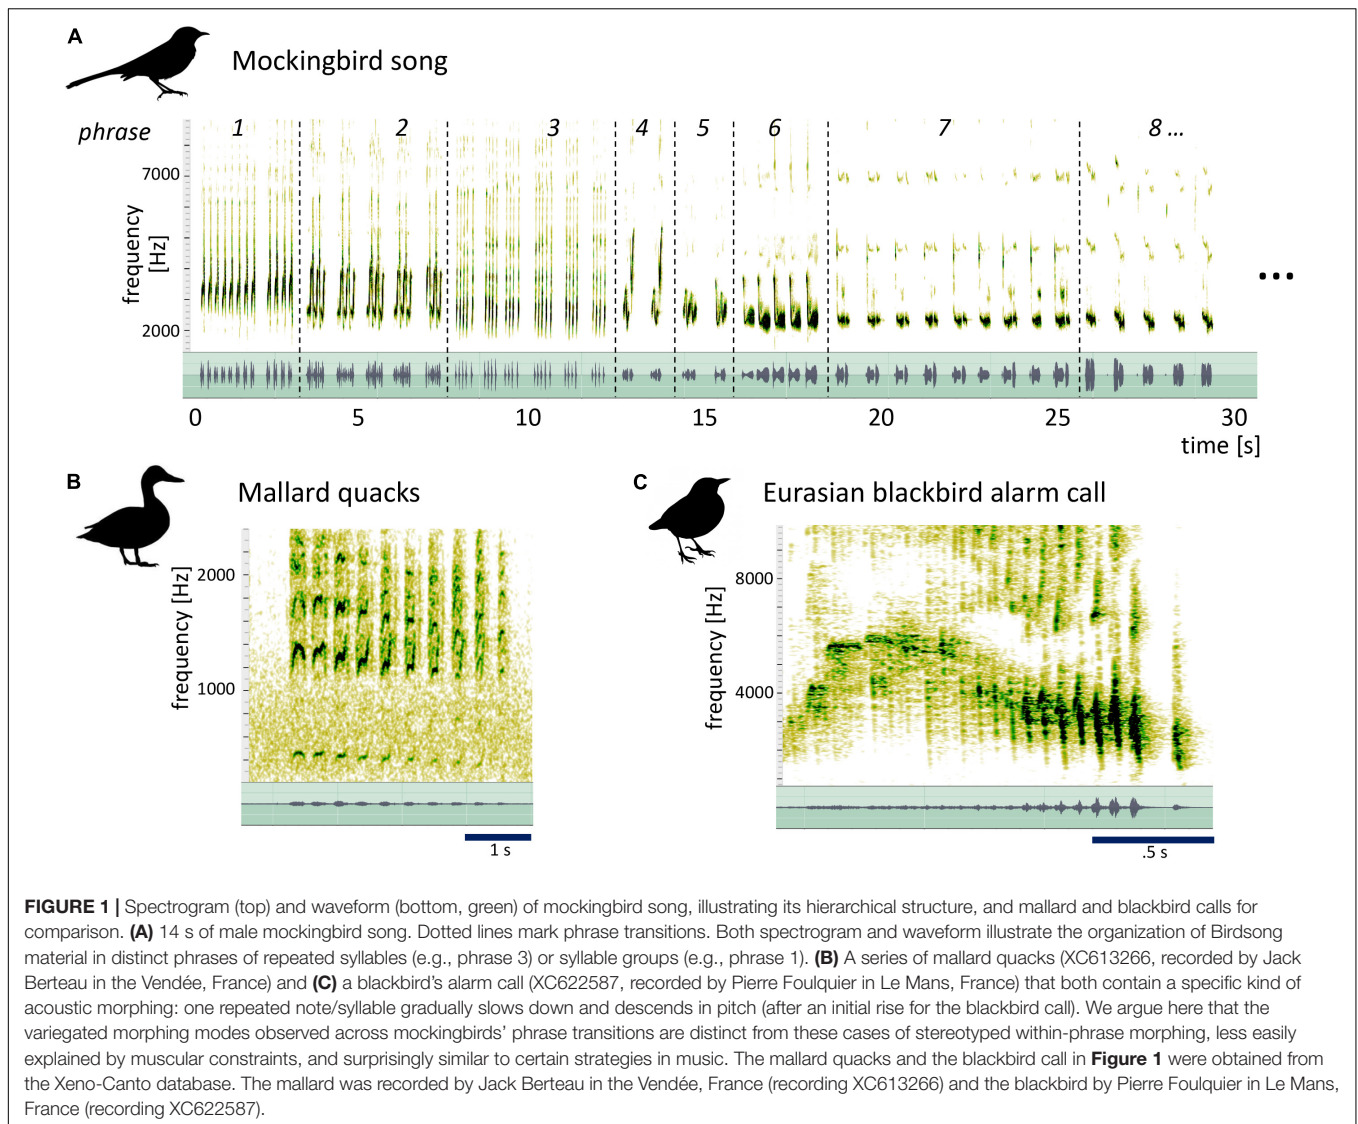 A
Mockingbird song
phrase 1 2 3 4 5 6 7 8 ...
7000
frequency
[Hz]
2000
...
0 5 10 15 20 25 30
time [s]
B
Mallard quacks
2000
frequency [Hz]
1000
1 s
C
Eurasian blackbird alarm call
8000
frequency [Hz]
4000
.5 s
FIGURE 1 | Spectrogram (top) and waveform (bottom, green) of mockingbird song, illustrating its hierarchical structure, and mallard and blackbird calls for
comparison. (A) 14 s of male mockingbird song. Dotted lines mark phrase transitions. Both spectrogram and waveform illustrate the organization of Birdsong
material in distinct phrases of repeated syllables (e.g., phrase 3) or syllable groups (e.g., phrase 1). (B) A series of mallard quacks (XC613266, recorded by Jack
Berteau in the Vendée, France) and (C) a blackbird's alarm call (XC622587, recorded by Pierre Foulquier in Le Mans, France) that both contain a specific kind of
acoustic morphing: one repeated note/syllable gradually slows down and descends in pitch (after an initial rise for the blackbird call). We argue here that the
variegated morphing modes observed across mockingbirds' phrase transitions are distinct from these cases of stereotyped within-phrase morphing, less easily
explained by muscular constraints, and surprisingly similar to certain strategies in music. The mallard quacks and the blackbird call in Figure 1 were obtained from
the Xeno-Canto database. The mallard was recorded by Jack Berteau in the Vendée, France (recording XC613266) and the blackbird by Pierre Foulquier in Le Mans,
France (recording XC622587).